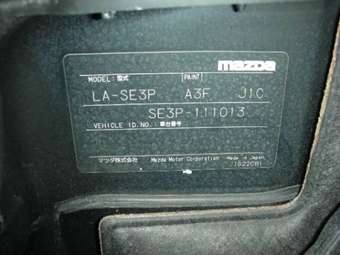 mazda
MODEL: 型式 PAINT
LA-SE3P A3F J1C
SE3P-111013
VEHICLE ID.NO. 車台番号
マツダ株式会社 Mazda Motor Corporation Made in Japan